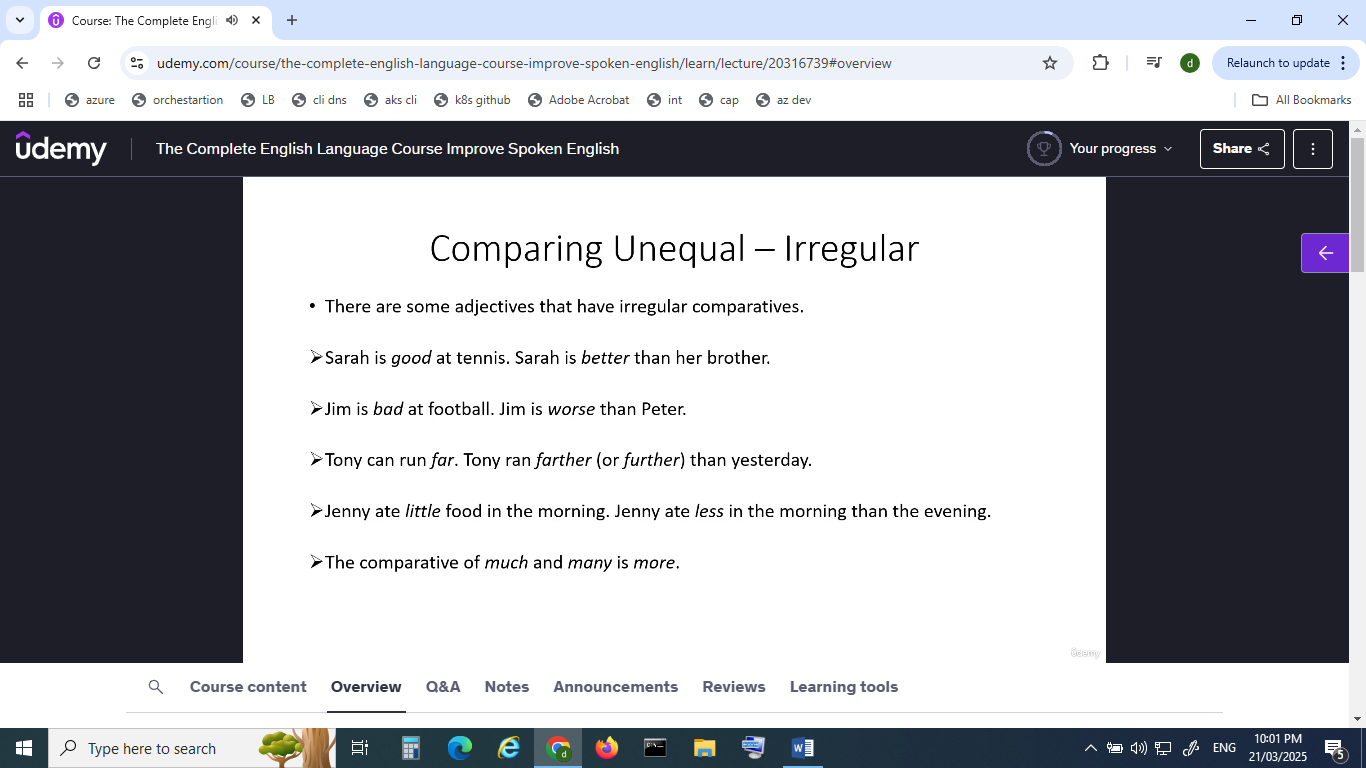 Course: The Complete Engli
udemy.com/course/the-complete-english-language-course-improve-spoken-english/learn/lecture/20316739#overview
d
Relaunch to update
azure
orchestartion
LB
cli dns
aks cli
k8s github
Adobe Acrobat
int
cap
az dev
All Bookmarks
ûdemy
The Complete English Language Course Improve Spoken English
Your progress
Share
Comparing Unequal – Irregular
• There are some adjectives that have irregular comparatives.
➢Sarah is good at tennis. Sarah is better than her brother.
➢Jim is bad at football. Jim is worse than Peter.
➢Tony can run far. Tony ran farther (or further) than yesterday.
➢Jenny ate little food in the morning. Jenny ate less in the morning than the evening.
➢The comparative of much and many is more.
ûdemy
Course content
Overview
Q&A
Notes
Announcements
Reviews
Learning tools
Type here to search
d
ENG
10:01 PM
21/03/2025
5